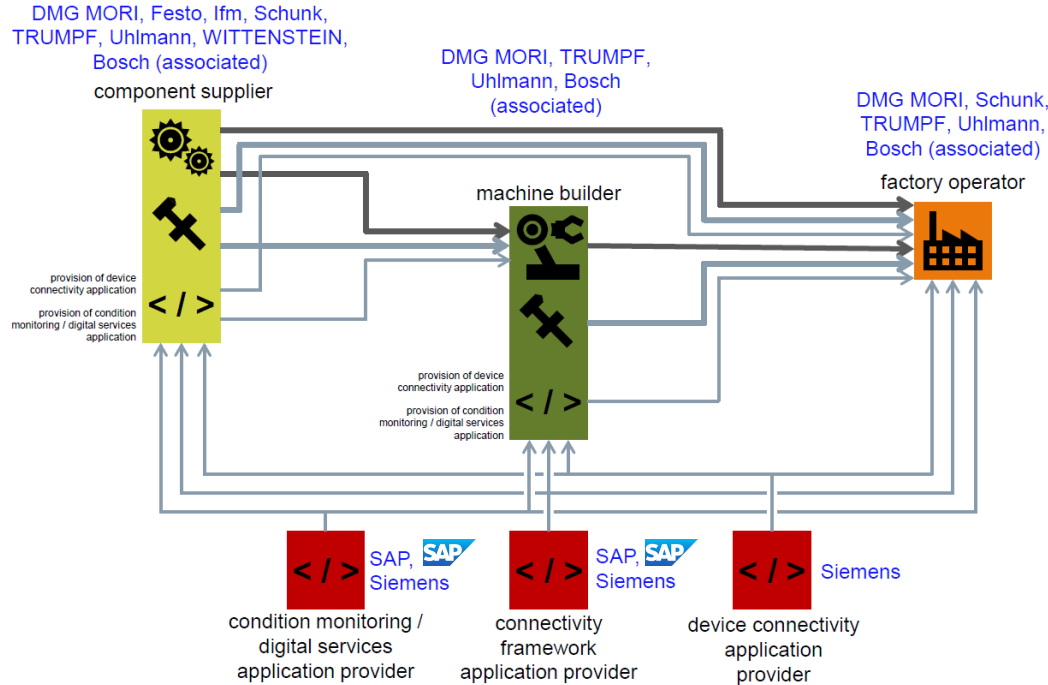 DMG MORI, Festo, Ifm, Schunk,
TRUMPF, Uhlmann, WITTENSTEIN,
Bosch (associated)
component supplier
DMG MORI, TRUMPF,
Uhlmann, Bosch
(associated)
machine builder
DMG MORI, Schunk,
TRUMPF, Uhlmann,
Bosch (associated)
factory operator
provision of device
connectivity application
provision of condition
monitoring / digital services
application
< / >
provision of device
connectivity application
provision of condition
monitoring / digital services
application
< / >
< / >
SAP,
SAP
Siemens
condition monitoring /
digital services
application provider
< / >
SAP,
SAP
Siemens
connectivity
framework
application provider
< / >
Siemens
device connectivity
application
provider